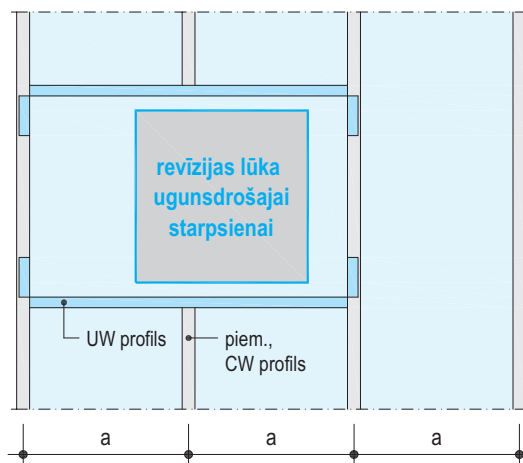 revīzijas lūka
ugunsdrošajai
starpsienai
UW profils
piem.,
CW profils
a
a
a